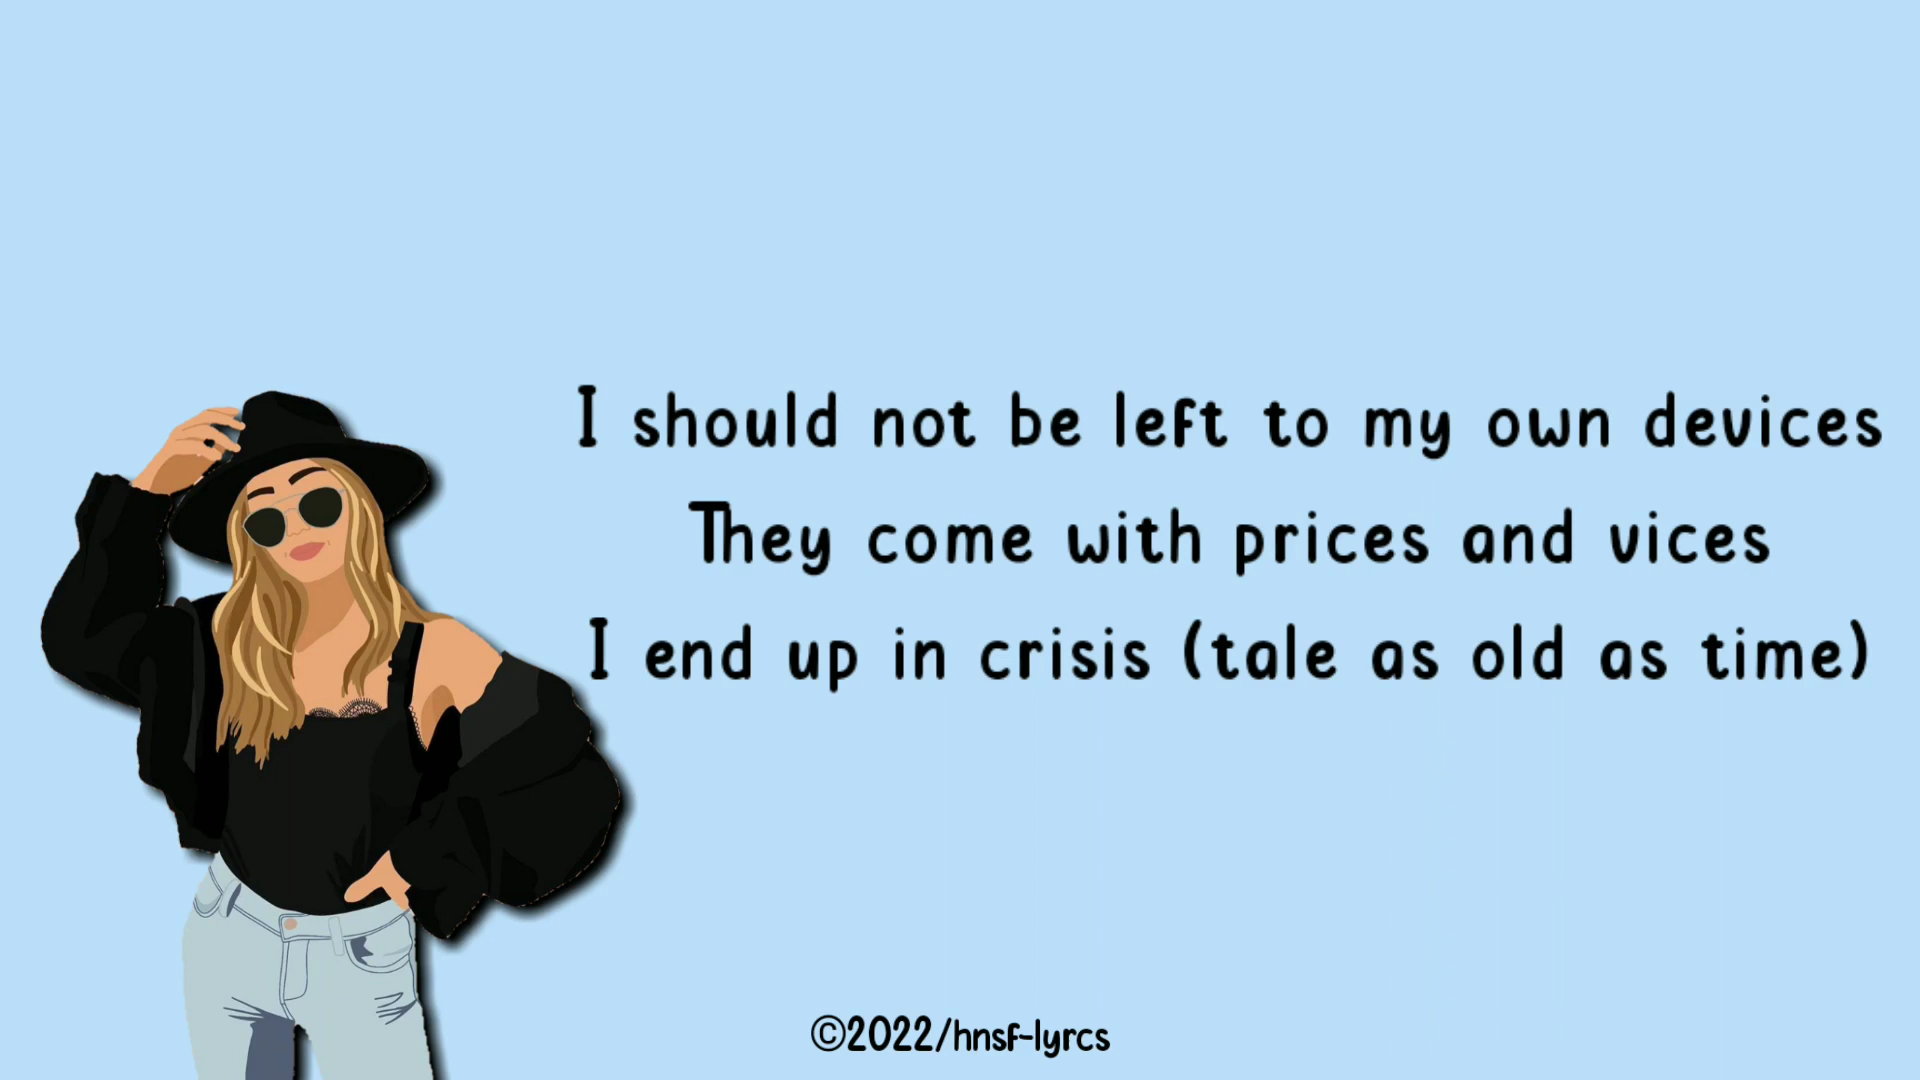 I should not be left to my own devices
They come with prices and vices
I end up in crisis (tale as old as time)
©2022/hnsf-lyrcs